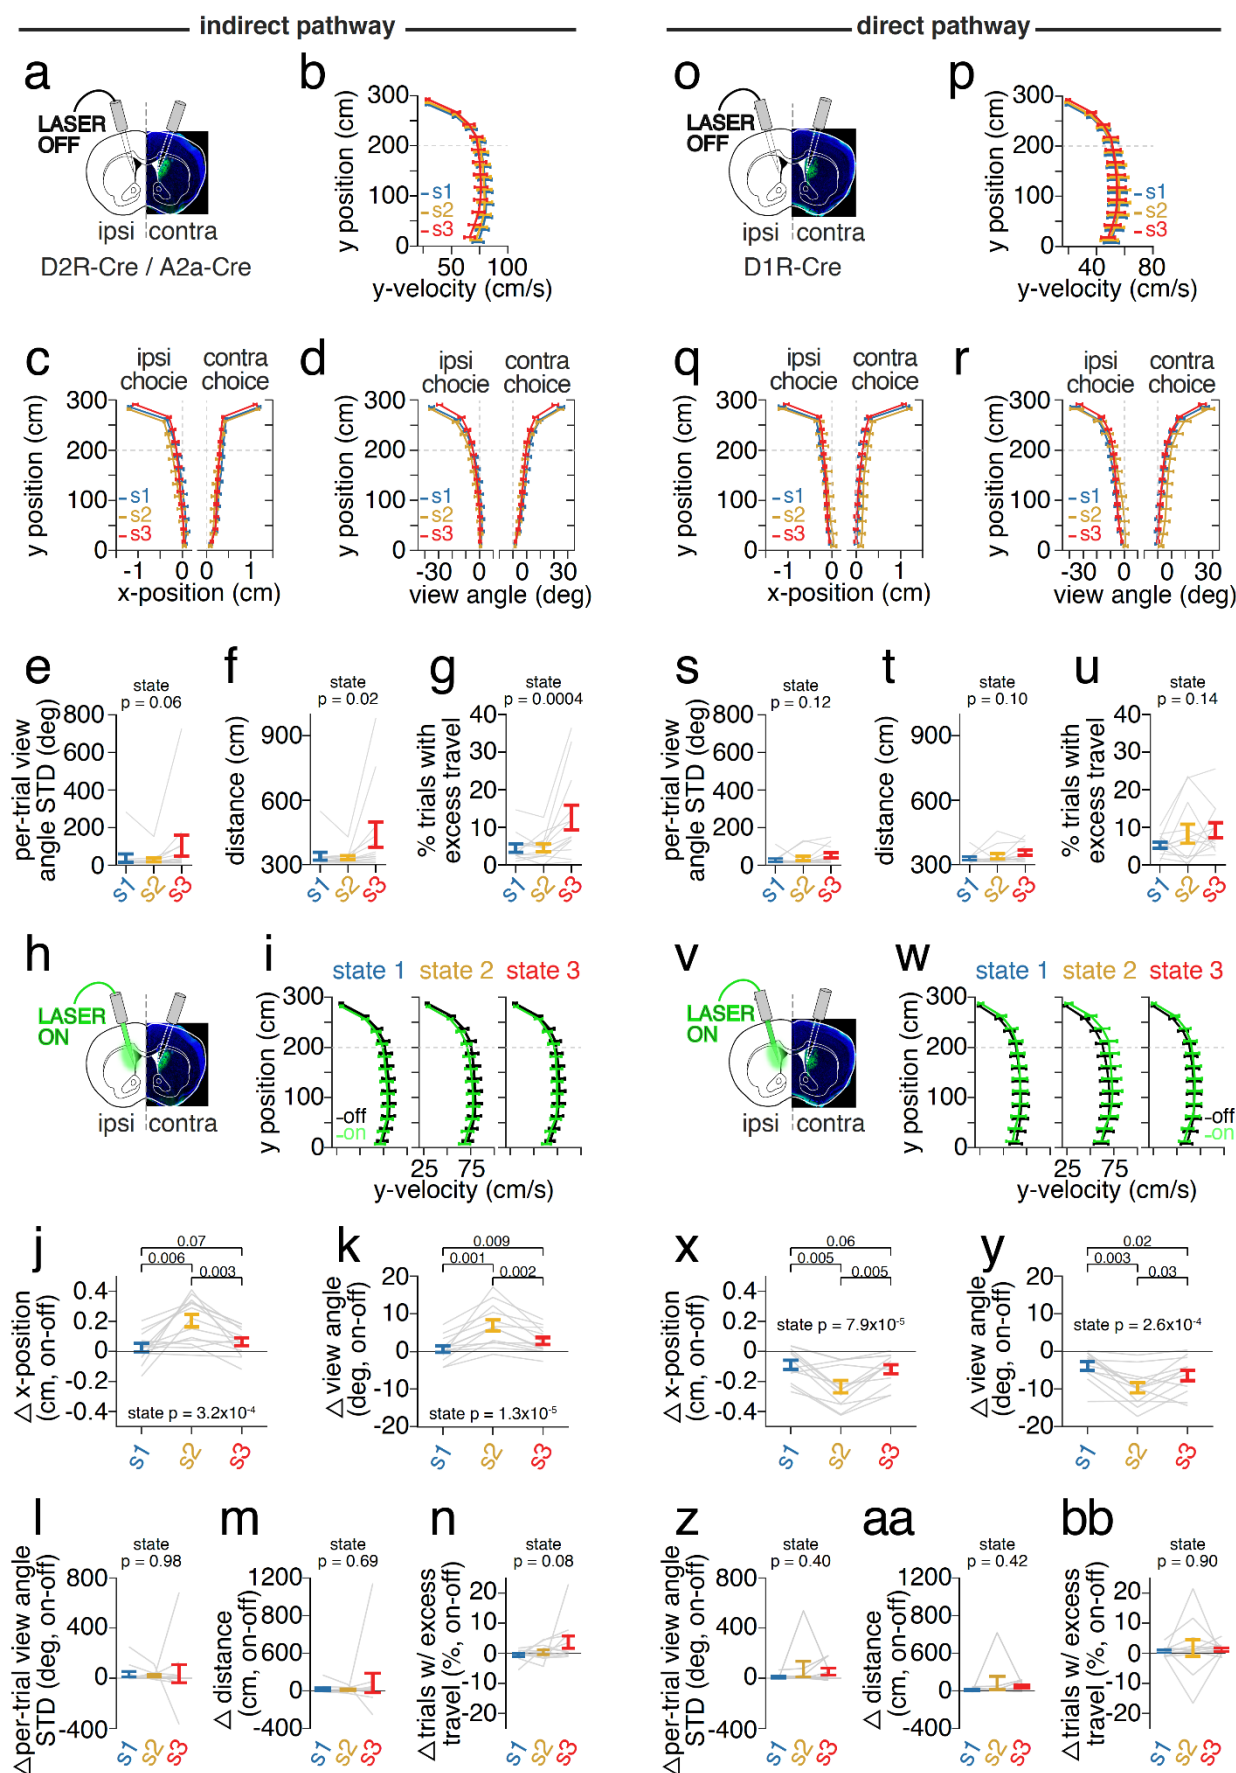 indirect pathway
direct pathway
a
LASER
OFF
ipsi contra
D2R-Cre / A2a-Cre
b
y position (cm)
300
200
100
0
s1
s2
s3
50 100
y-velocity (cm/s)
o
LASER
OFF
ipsi contra
D1R-Cre
p
y position (cm)
300
200
100
0
s1
s2
s3
40 80
y-velocity (cm/s)
c
ipsi
chocie
contra
choice
y position (cm)
300
200
100
0
s1
s2
s3
-1 0 0 1
x-position (cm)
d
ipsi
chocie
contra
choice
y position (cm)
300
200
100
0
s1
s2
s3
-30 0 0 30
view angle (deg)
q
ipsi
chocie
contra
choice
y position (cm)
300
200
100
0
s1
s2
s3
-1 0 0 1
x-position (cm)
r
ipsi
chocie
contra
choice
y position (cm)
300
200
100
0
s1
s2
s3
-30 0 0 30
view angle (deg)
e
state
p = 0.06
per-trial view
angle STD (deg)
800
600
400
200
0
s1 s2 s3
f
state
p = 0.02
distance (cm)
900
600
300
s1 s2 s3
g
state
p = 0.0004
% trials with
excess travel
40
30
20
10
0
s1 s2 s3
s
state
p = 0.12
per-trial view
angle STD (deg)
800
600
400
200
0
s1 s2 s3
t
state
p = 0.10
distance (cm)
900
600
300
s1 s2 s3
u
state
p = 0.14
% trials with
excess travel
40
30
20
10
0
s1 s2 s3
h
LASER
ON
ipsi contra
i
state 1 state 2 state 3
y position (cm)
300
200
100
0
-off
-on
25 75
y-velocity (cm/s)
v
LASER
ON
ipsi contra
w
state 1 state 2 state 3
y position (cm)
300
200
100
0
-off
-on
25 75
y-velocity (cm/s)
j
0.07
0.006
0.003
△ x-position
(cm, on-off)
0.4
0.2
0
-0.2
-0.4
state p = 3.2x10-4
s1 s2 s3
k
0.009
0.001
0.002
△ view angle
(deg, on-off)
20
10
0
-10
-20
state p = 1.3x10-5
s1 s2 s3
x
0.06
0.005
0.005
△ x-position
(cm, on-off)
0.4
0.2
0
-0.2
-0.4
state p = 7.9x10-5
s1 s2 s3
y
0.02
0.003
0.03
△ view angle
(deg, on-off)
20
10
0
-10
-20
state p = 2.6x10-4
s1 s2 s3
l
state
p = 0.98
△per-trial view angle
STD (deg, on-off)
800
400
0
-400
s1 s2 s3
m
state
p = 0.69
△ distance
(cm, on-off)
1200
600
0
-400
s1 s2 s3
n
state
p = 0.08
△ trials w/ excess
travel (%, on-off)
20
10
0
-10
-20
s1 s2 s3
z
state
p = 0.40
△per-trial view angle
STD (deg, on-off)
800
400
0
-400
s1 s2 s3
aa
state
p = 0.42
△ distance
(cm, on-off)
1200
600
0
-400
s1 s2 s3
bb
state
p = 0.90
△ trials w/ excess
travel (%, on-off)
20
10
0
-10
-20
s1 s2 s3